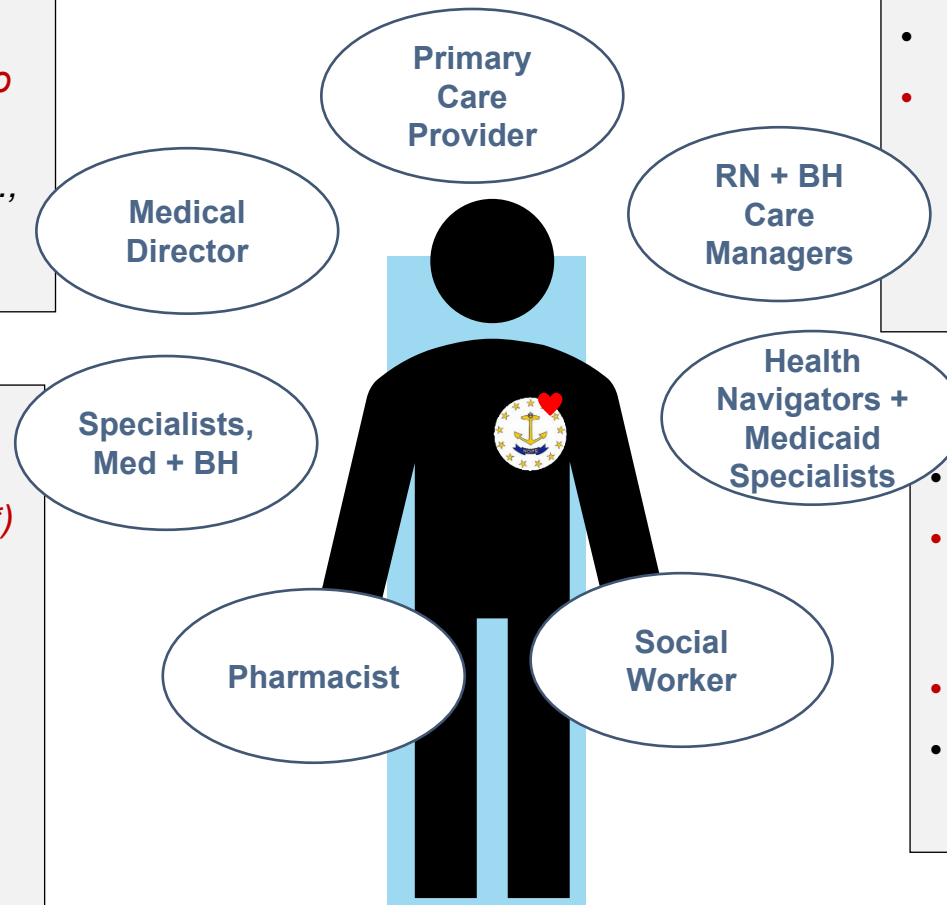 Primary
Care
Provider
Medical
Director
RN + BH
Care
Managers
Specialists,
Med + BH
Health
Navigators +
Medicaid
Specialists
Pharmacist
Social
Worker